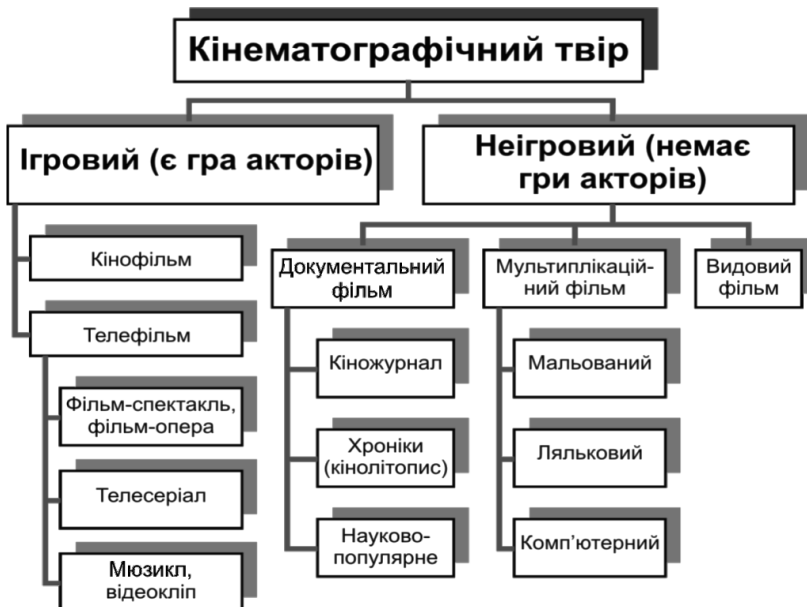 Кінематографічний твір
Ігровий (є гра акторів)
Неігровий (немає
гри акторів)
Кінофільм
Телефільм
Фільм-спектакль,
фільм-опера
Телесеріал
Мюзикл,
відеокліп
Документальний
фільм
Кіножурнал
Хроніки
(кінолітопис)
Науково-
популярне
Мультиплікацій-
ний фільм
Мальований
Ляльковий
Комп’ютерний
Видовий
фільм